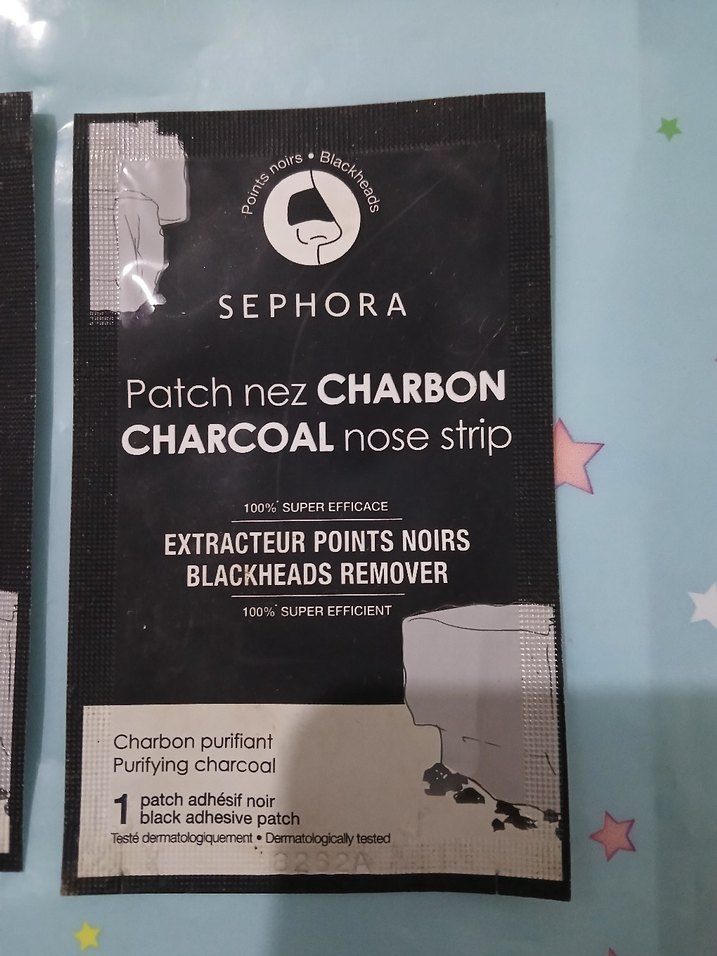 Points noirs • Blackheads
SEPHORA
Patch nez CHARBON
CHARCOAL nose strip
100%* SUPER EFFICACE
EXTRACTEUR POINTS NOIRS
BLACKHEADS REMOVER
100%* SUPER EFFICIENT
Charbon purifiant
Purifying charcoal
1 patch adhésif noir
black adhesive patch
Testé dermatologiquement • Dermatologically tested